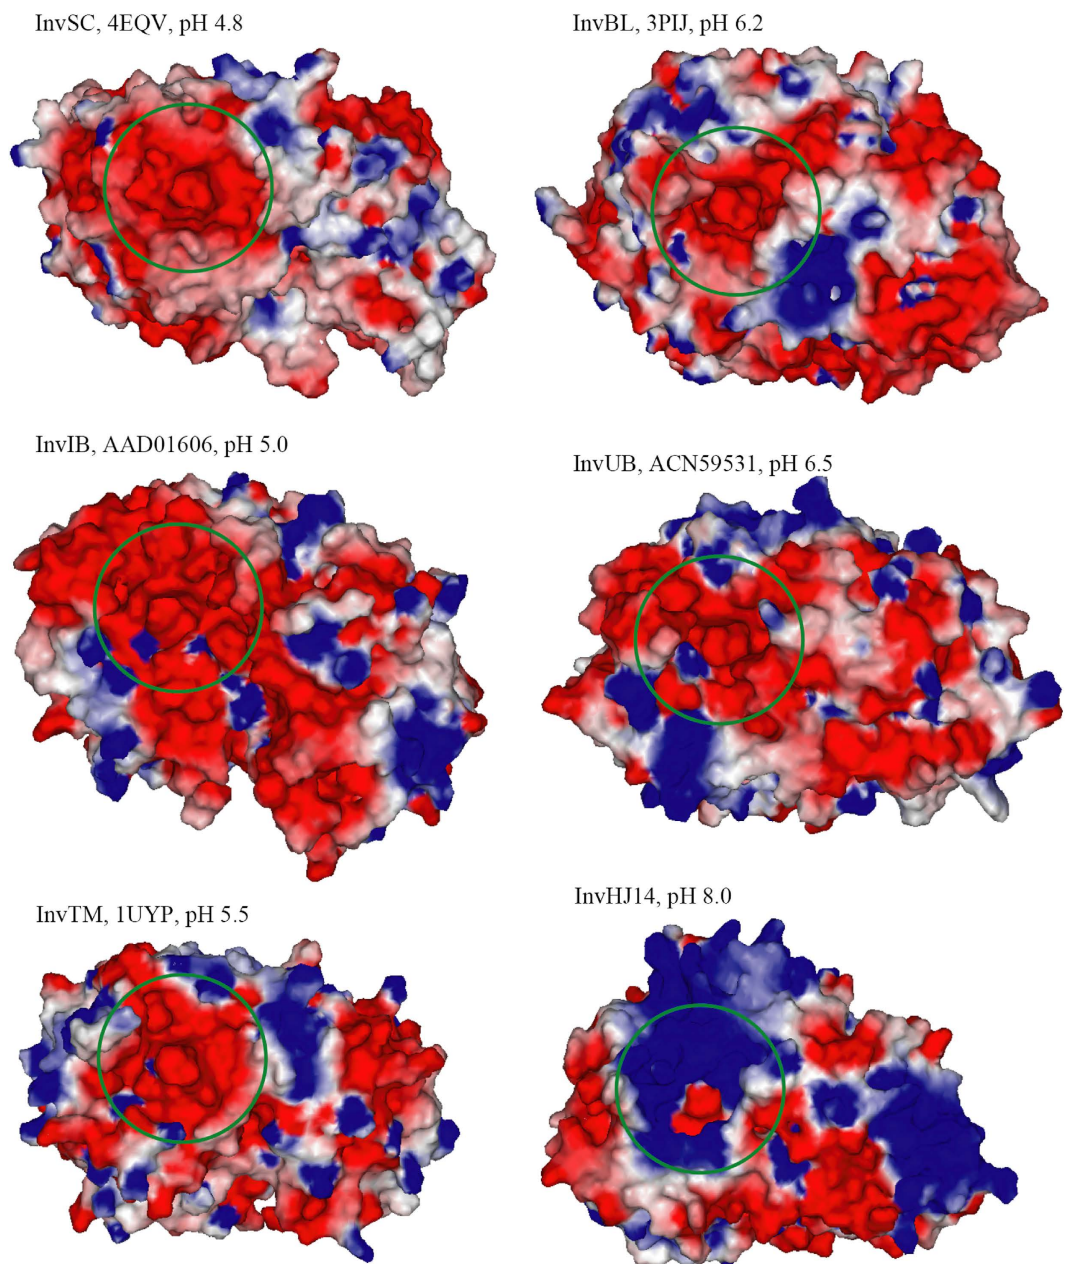 InvSC, 4EQV, pH 4.8
InvBL, 3PIJ, pH 6.2
InvIB, AAD01606, pH 5.0
InvUB, ACN59531, pH 6.5
InvTM, 1UYP, pH 5.5
InvHJ14, pH 8.0